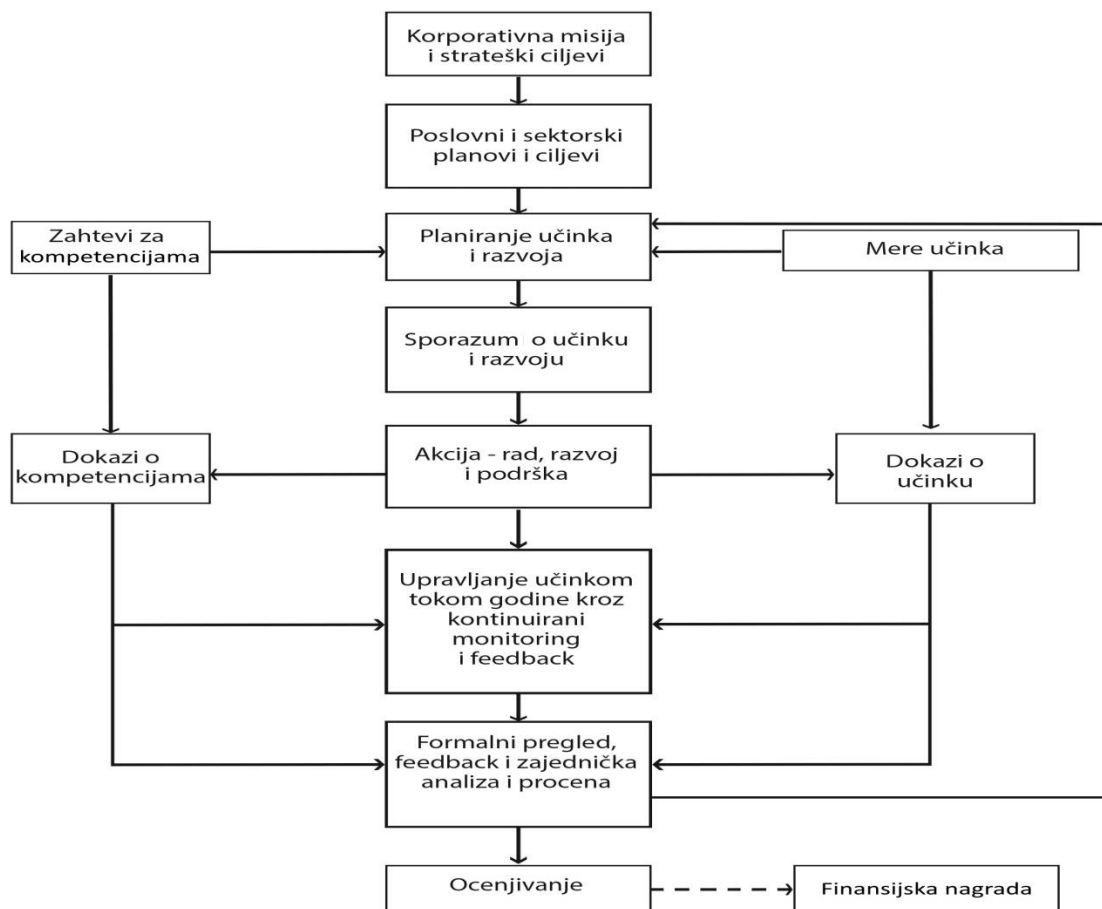 Korporativna misija
i strateški ciljevi
Poslovni i sektorski
planovi i ciljevi
Zahtevi za
kompetencijama
Planiranje učinka
i razvoja
Mere učinka
Sporazum o učinku
i razvoju
Dokazi o
kompetencijama
Akcija - rad, razvoj
i podrška
Dokazi o
učinku
Upravljanje učinkom
tokom godine kroz
kontinuirani
monitoring
i feedback
Formalni pregled,
feedback i zajednička
analiza i procena
Ocenjivanje
Finansijska nagrada